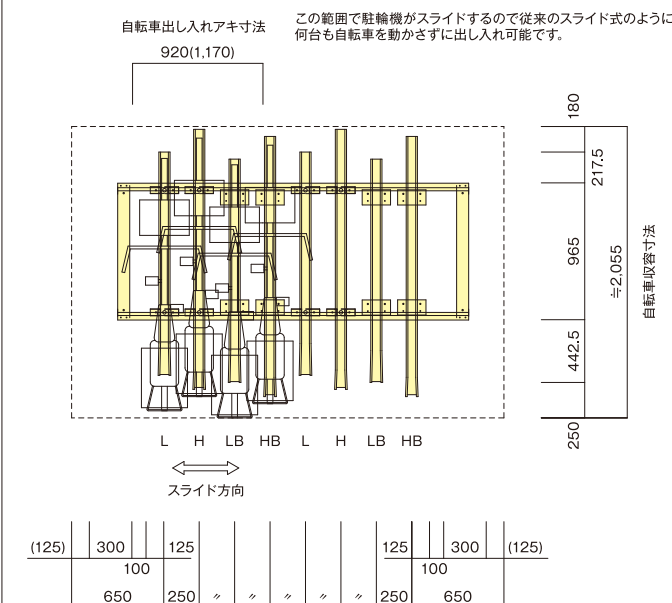 この範囲で駐輪機がスライドするので従来のスライド式のように
何台も自転車を動かさずに出し入れ可能です。
自転車出し入れアキ寸法
920(1,170)
180
217.5
965
≒2,055
自転車収容寸法
442.5
250
L H LB HB L H LB HB
スライド方向
(125) 300 125 125 300 (125)
100 100
650 250 〃 〃 〃 〃 〃 250 650